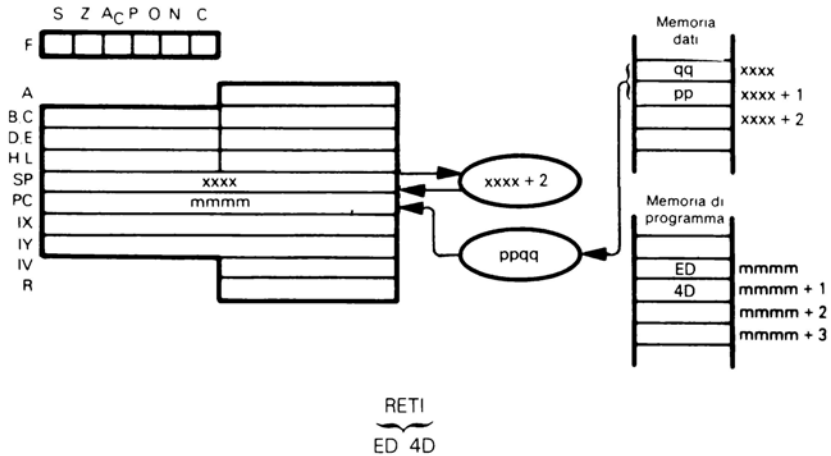 S Z AC P O N C
F
A
B.C
D.E
H L
SP xxxx
PC mmmm
IX
IY
IV
R
xxxx + 2
ppqq
Memoria
dati
qq xxxx
pp xxxx + 1
xxxx + 2
Memoria di
programma
ED mmmm
4D mmmm + 1
mmmm + 2
mmmm + 3
RETI
ED 4D